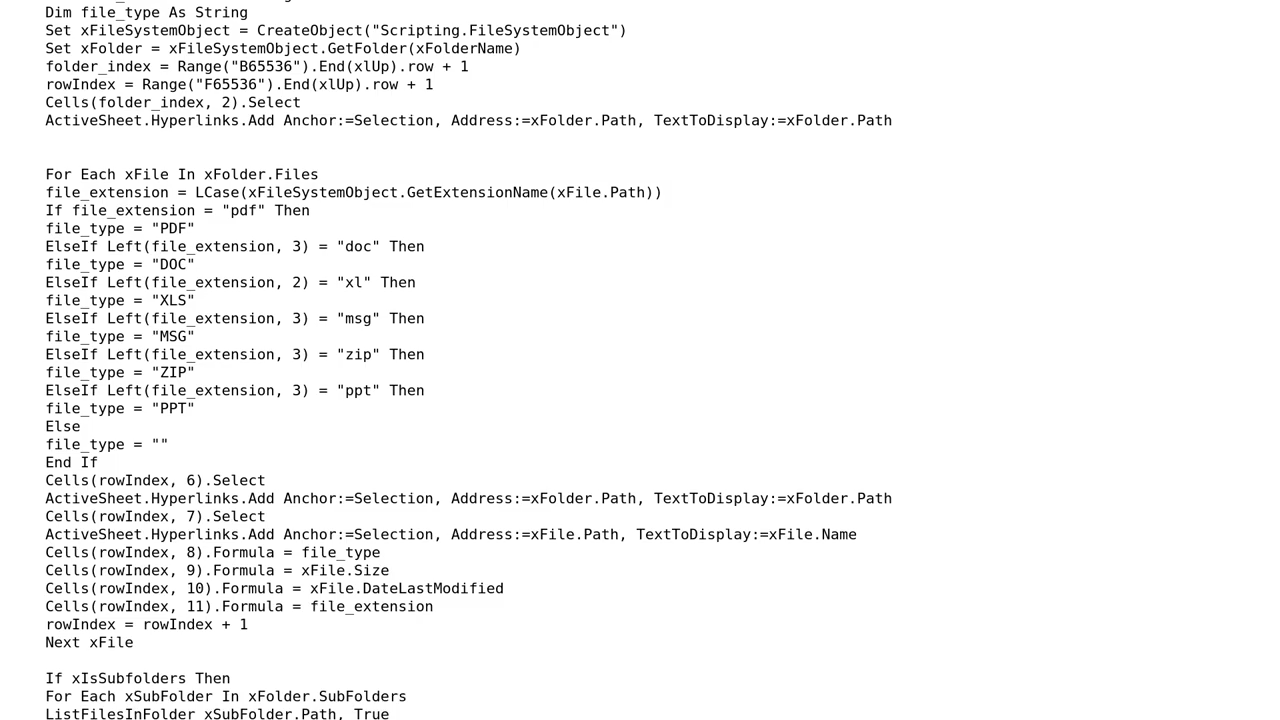 Dim file_type As String
Set xFileSystemObject = CreateObject("Scripting.FileSystemObject")
Set xFolder = xFileSystemObject.GetFolder(xFolderName)
folder_index = Range("B65536").End(xlUp).row + 1
rowIndex = Range("F65536").End(xlUp).row + 1
Cells(folder_index, 2).Select
ActiveSheet.Hyperlinks.Add Anchor:=Selection, Address:=xFolder.Path, TextToDisplay:=xFolder.Path
For Each xFile In xFolder.Files
file_extension = LCase(xFileSystemObject.GetExtensionName(xFile.Path))
If file_extension = "pdf" Then
file_type = "PDF"
ElseIf Left(file_extension, 3) = "doc" Then
file_type = "DOC"
ElseIf Left(file_extension, 2) = "xl" Then
file_type = "XLS"
ElseIf Left(file_extension, 3) = "msg" Then
file_type = "MSG"
ElseIf Left(file_extension, 3) = "zip" Then
file_type = "ZIP"
ElseIf Left(file_extension, 3) = "ppt" Then
file_type = "PPT"
Else
file_type = ""
End If
Cells(rowIndex, 6).Select
ActiveSheet.Hyperlinks.Add Anchor:=Selection, Address:=xFolder.Path, TextToDisplay:=xFolder.Path
Cells(rowIndex, 7).Select
ActiveSheet.Hyperlinks.Add Anchor:=Selection, Address:=xFile.Path, TextToDisplay:=xFile.Name
Cells(rowIndex, 8).Formula = file_type
Cells(rowIndex, 9).Formula = xFile.Size
Cells(rowIndex, 10).Formula = xFile.DateLastModified
Cells(rowIndex, 11).Formula = file_extension
rowIndex = rowIndex + 1
Next xFile
If xIsSubfolders Then
For Each xSubFolder In xFolder.SubFolders
ListFilesInFolder xSubFolder.Path, True